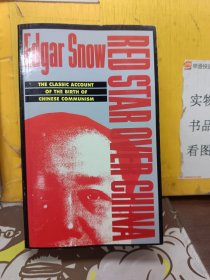 Edgar Snow
THE CLASSIC ACCOUNT
OF THE BIRTH OF
CHINESE COMMUNISM
RED STAR OVER CHINA
实物
书品
看图